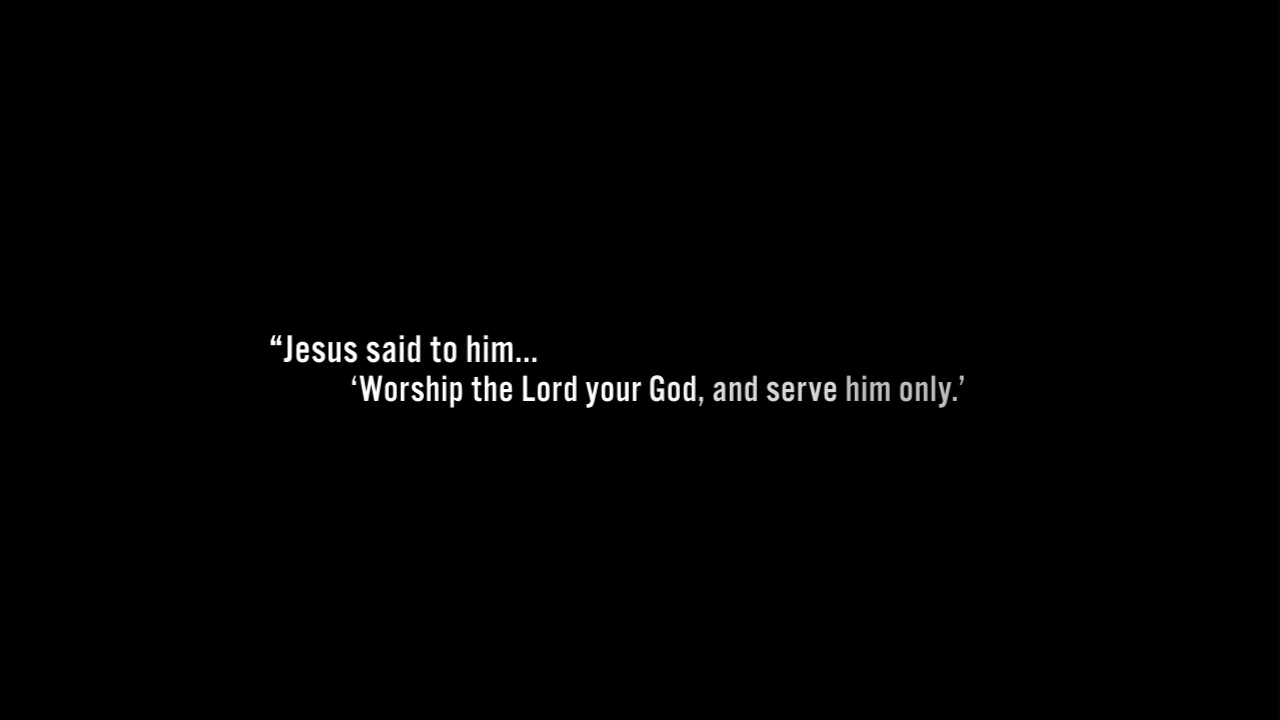 “Jesus said to him...
‘Worship the Lord your God, and serve him only.’